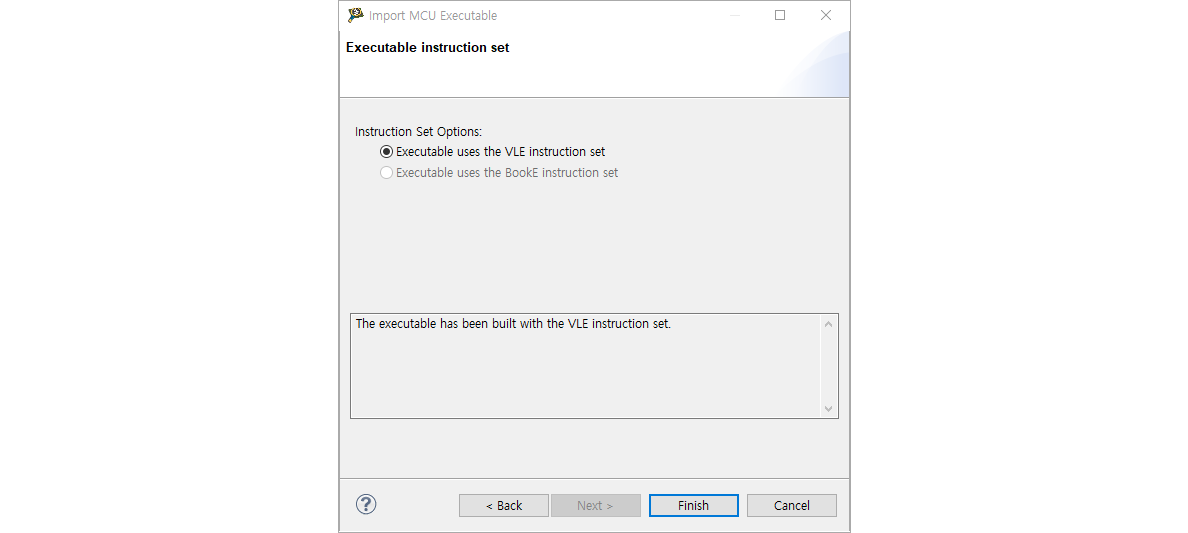 Import MCU Executable
Executable instruction set
Instruction Set Options:
Executable uses the VLE instruction set
Executable uses the BookE instruction set
The executable has been built with the VLE instruction set.
?
< Back Next > Finish Cancel